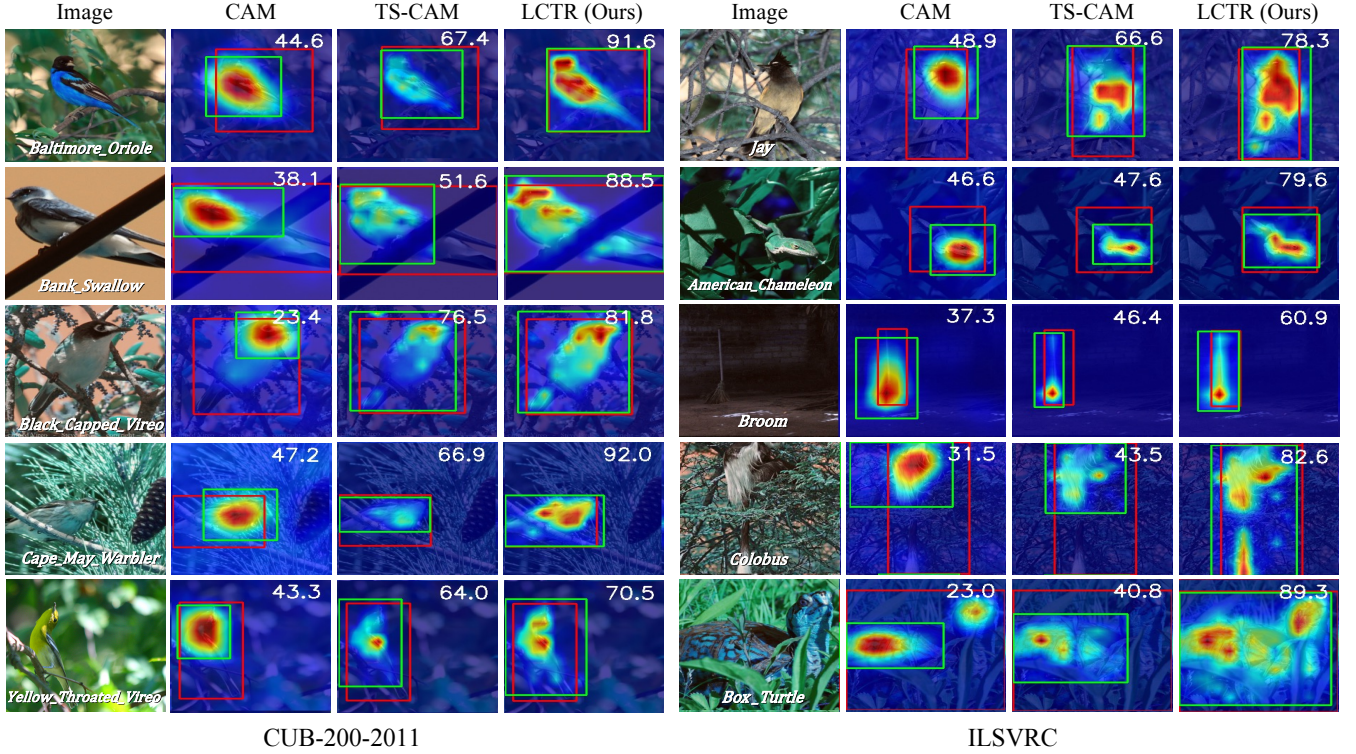 Image CAM TS-CAM LCTR (Ours) Image CAM TS-CAM LCTR (Ours)
Baltimore_Oriole 44.6 67.4 91.6 Jay 48.9 66.6 78.3
Bank_Swallow 38.1 51.6 88.5 American_Chameleon 46.6 47.6 79.6
Black_Capped_Vireo 23.4 76.5 81.8 Broom 37.3 46.4 60.9
Cape_May_Warbler 47.2 66.9 92.0 Colobus 31.5 43.5 82.6
Yellow_Throated_Vireo 43.3 64.0 70.5 Box_Turtle 23.0 40.8 89.3
CUB-200-2011 ILSVRC